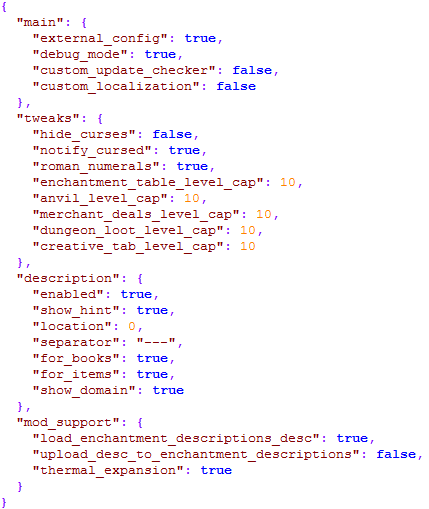 {
  "main": {
    "external_config": true,
    "debug_mode": true,
    "custom_update_checker": false,
    "custom_localization": false
  },
  "tweaks": {
    "hide_curses": false,
    "notify_cursed": true,
    "roman_numerals": true,
    "enchantment_table_level_cap": 10,
    "anvil_level_cap": 10,
    "merchant_deals_level_cap": 10,
    "dungeon_loot_level_cap": 10,
    "creative_tab_level_cap": 10
  },
  "description": {
    "enabled": true,
    "show_hint": true,
    "location": 0,
    "separator": "---",
    "for_books": true,
    "for_items": true,
    "show_domain": true
  },
  "mod_support": {
    "load_enchantment_descriptions_desc": true,
    "upload_desc_to_enchantment_descriptions": false,
    "thermal_expansion": true
  }
}